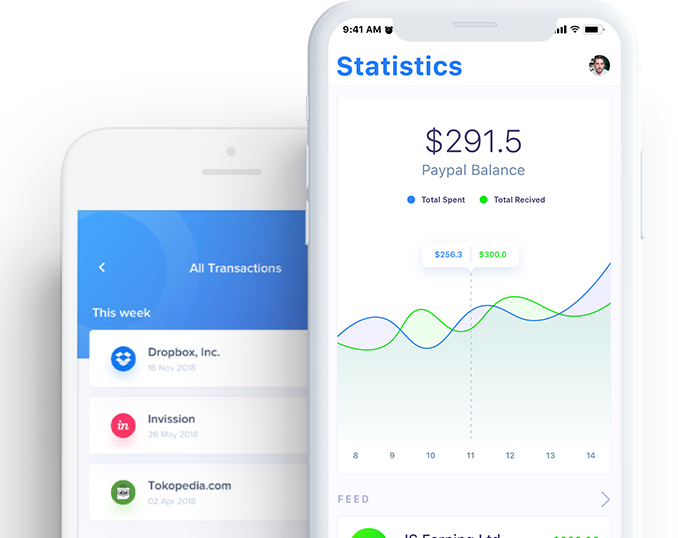 9:41 AM
Statistics
$291.5
Paypal Balance
Total Spent
Total Recived
$256.3
$300.0
8 9 10 11 12 13 14
FEED
All Transactions
This week
Dropbox, Inc.
16 Nov 2018
in
Invission
26 May 2018
Tokopedia.com
02 Apr 2018